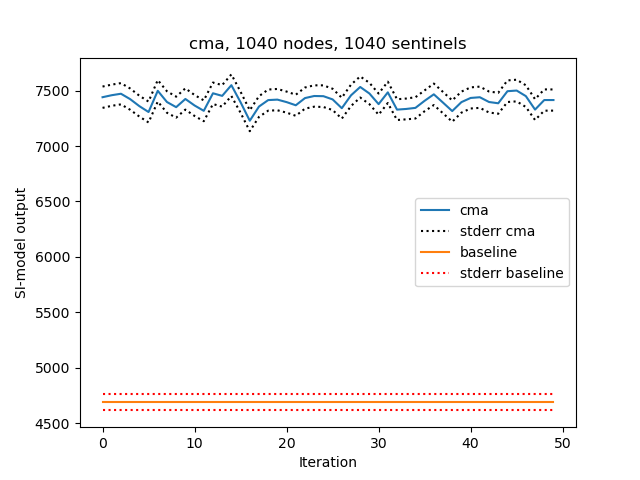 cma, 1040 nodes, 1040 sentinels
SI-model output
7500
7000
6500
6000
5500
5000
4500
cma
stderr cma
baseline
stderr baseline
0
10
20
30
40
50
Iteration